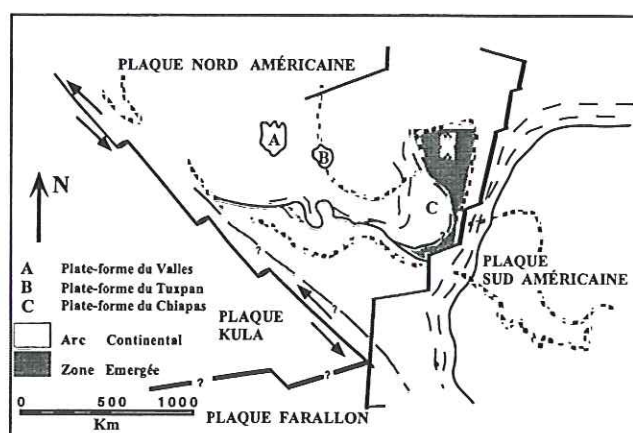 PLAQUE NORD AMÉRICAINE
A
B
N
C
A Plate-forme du Valles
B Plate-forme du Tuxpan
C Plate-forme du Chiapas
Arc Continental
Zone Emergée
PLAQUE
KULA
PLAQUE
SUD AMÉRICAINE
?
?
?
?
?
0 500 1000
Km
PLAQUE FARALLON